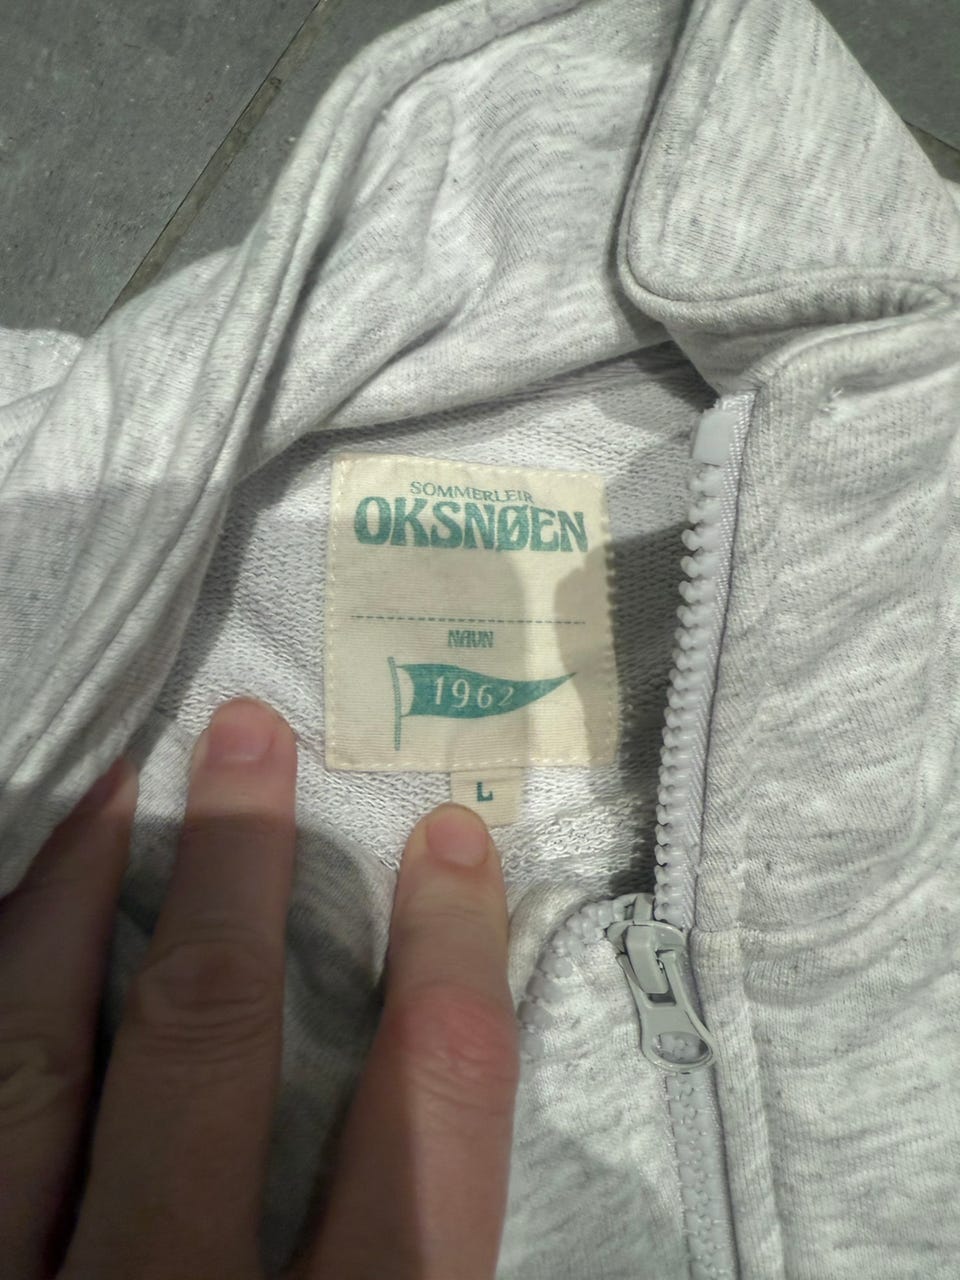 SOMMERLEIR
OKSNØEN
NAVN
1962
L